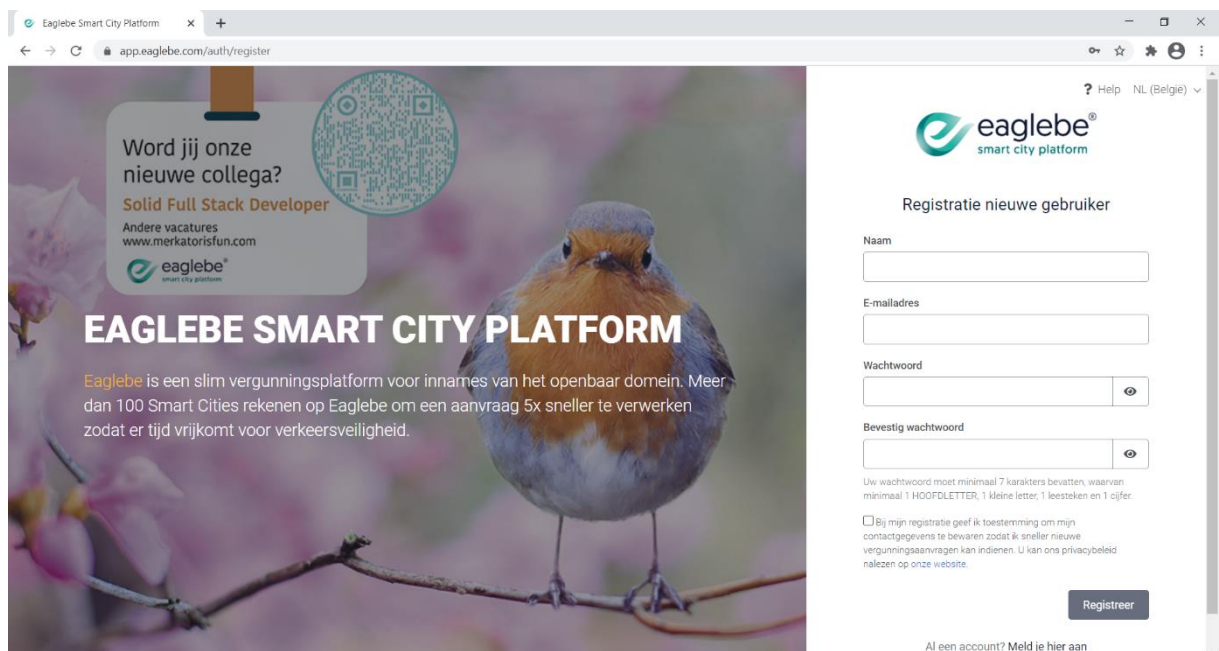 Eaglebe Smart City Platform
app.eaglebe.com/auth/register
Word jij onze
nieuwe collega?
Solid Full Stack Developer
Andere vacatures
www.merkatorisfun.com
eaglebe®
smart city platform
EAGLEBE SMART CITY PLATFORM
Eaglebe is een slim vergunningsplatform voor innames van het openbaar domein. Meer
dan 100 Smart Cities rekenen op Eaglebe om een aanvraag 5x sneller te verwerken
zodat er tijd vrijkomt voor verkeersveiligheid.
? Help NL (België)
eaglebe®
smart city platform
Registratie nieuwe gebruiker
Naam
E-mailadres
Wachtwoord
Bevestig wachtwoord
Uw wachtwoord moet minimaal 7 karakters bevatten, waarvan
minimaal 1 HOOFDLETTER, 1 kleine letter, 1 leesteken en 1 cijfer.
Bij mijn registratie geef ik toestemming om mijn
contactgegevens te bewaren zodat ik sneller nieuwe
vergunningsaanvragen kan indienen. U kan ons privacybeleid
nalezen op onze website.
Registreer
Al een account? Meld je hier aan